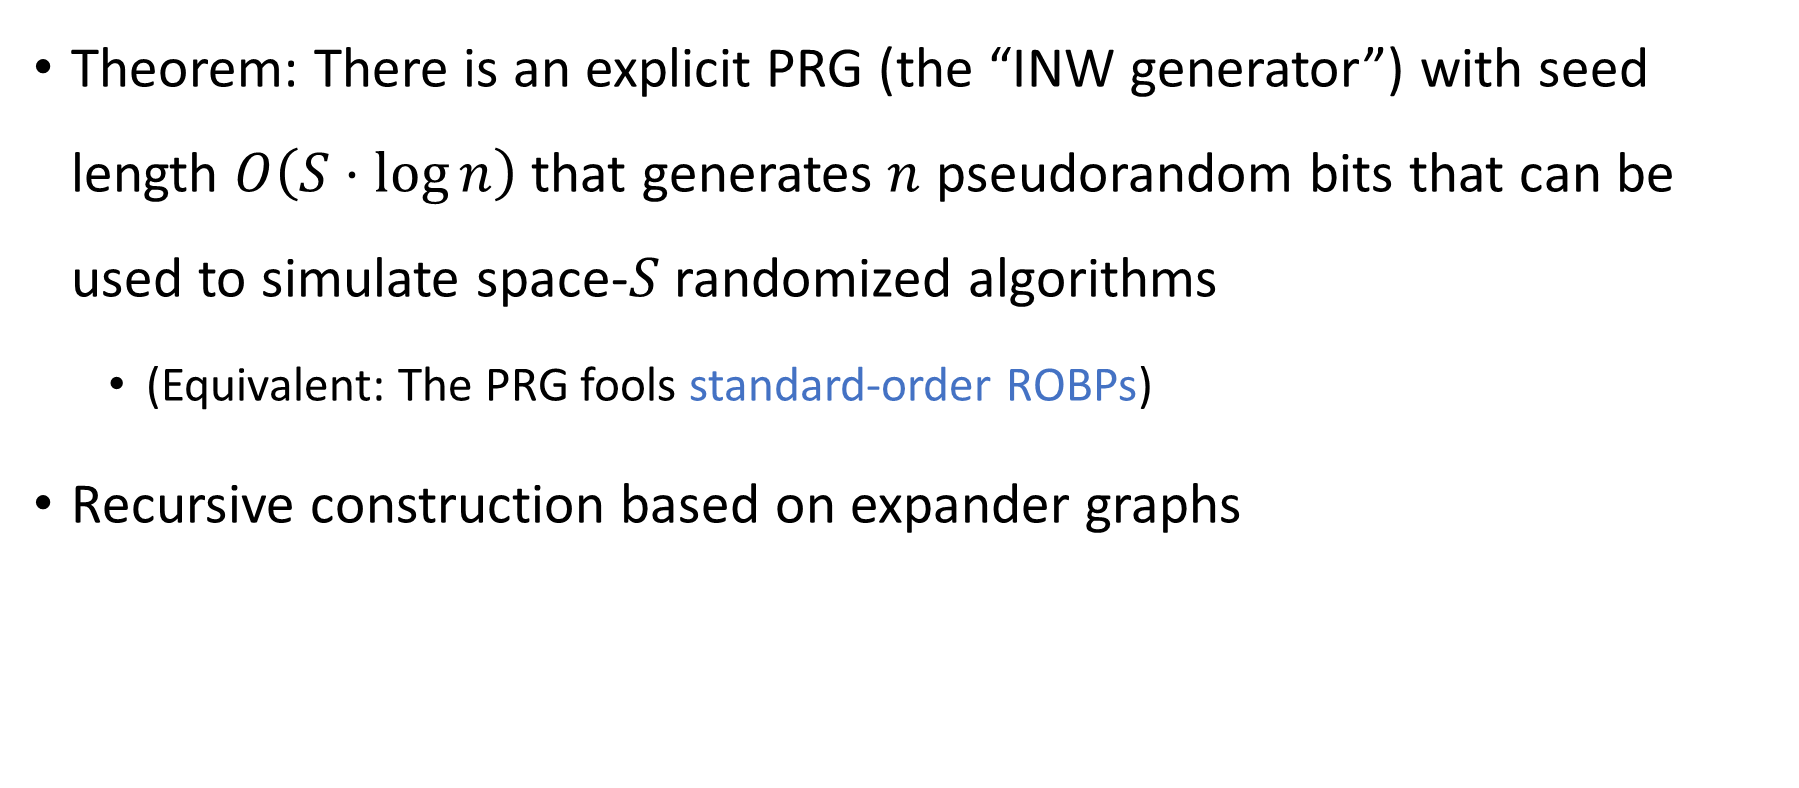 • Theorem: There is an explicit PRG (the “INW generator”) with seed
length O(S · log n) that generates n pseudorandom bits that can be
used to simulate space-S randomized algorithms
• (Equivalent: The PRG fools standard-order ROBPs)
• Recursive construction based on expander graphs